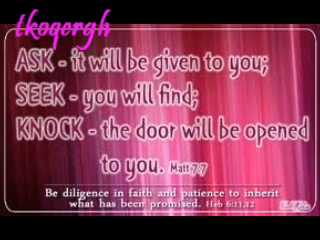 tkoqergh
ASK - it will be given to you;
SEEK - you will find;
KNOCK - the door will be opened
to you. Matt 7:7
Be diligence in faith and patience to inherit
what has been promised. Heb 6:11,12